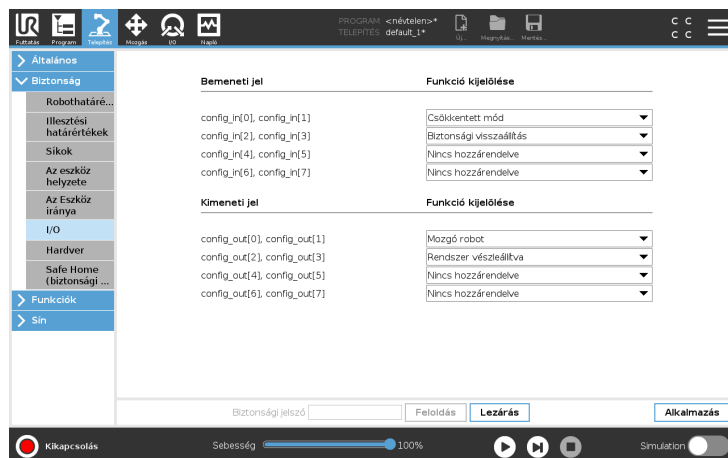 UR
Futtatás
Program
Telepítés
Mozgás
I/O
Napló
PROGRAM <névtelen>*
TELEPÍTÉS default_1*
Új...
Megnyitás...
Mentés...
C C
C C
Általános
Biztonság
Robothatáré...
Illesztési
határértékek
Síkok
Az eszköz
helyzete
Az Eszköz
iránya
I/O
Hardver
Safe Home
(biztonsági ...
Funkciók
Sín
Bemeneti jel Funkció kijelölése
config_in[0], config_in[1] Csökkentett mód
config_in[2], config_in[3] Biztonsági visszaállítás
config_in[4], config_in[5] Nincs hozzárendelve
config_in[6], config_in[7] Nincs hozzárendelve
Kimeneti jel Funkció kijelölése
config_out[0], config_out[1] Mozgó robot
config_out[2], config_out[3] Rendszer vészleállítva
config_out[4], config_out[5] Nincs hozzárendelve
config_out[6], config_out[7] Nincs hozzárendelve
Biztonsági jelszó Feloldás Lezárás Alkalmazás
Kikapcsolás Sebesség 100% Simulation